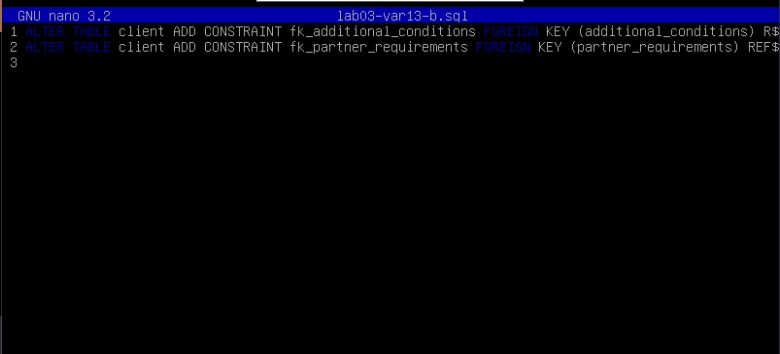 GNU nano 3.2 lab03-var13-b.sql
1 ALTER TABLE client ADD CONSTRAINT fk_additional_conditions FOREIGN KEY (additional_conditions) R$
2 ALTER TABLE client ADD CONSTRAINT fk_partner_requirements FOREIGN KEY (partner_requirements) REF$
3